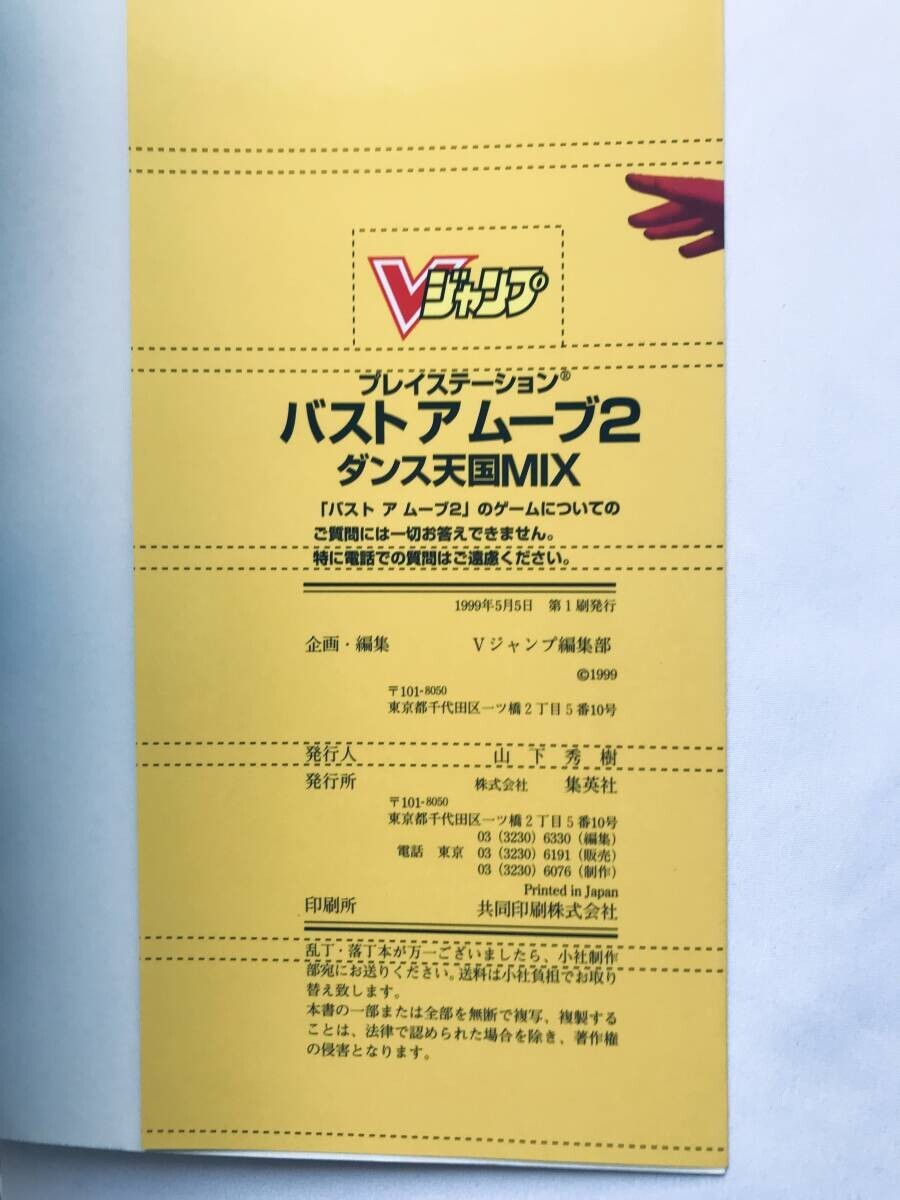 Vジャンプ
プレイステーション®
バスト ア ムーブ2
ダンス天国MIX
「バスト ア ムーブ2」のゲームについての
ご質問には一切お答えできません。
特に電話での質問はご遠慮ください。
1999年5月5日　第1刷発行
企画・編集　Vジャンプ編集部
©1999
〒101-8050
東京都千代田区一ツ橋2丁目5番10号
発行人　山下秀樹
発行所　株式会社　集英社
〒101-8050
東京都千代田区一ツ橋2丁目5番10号
03 (3230) 6330 (編集)
電話　東京　03 (3230) 6191 (販売)
03 (3230) 6076 (制作)
Printed in Japan
印刷所　共同印刷株式会社
乱丁・落丁本が万一ございましたら、小社制作
部宛にお送りください。送料は小社負担でお取り
替え致します。
本書の一部または全部を無断で複写、複製する
ことは、法律で認められた場合を除き、著作権
の侵害となります。